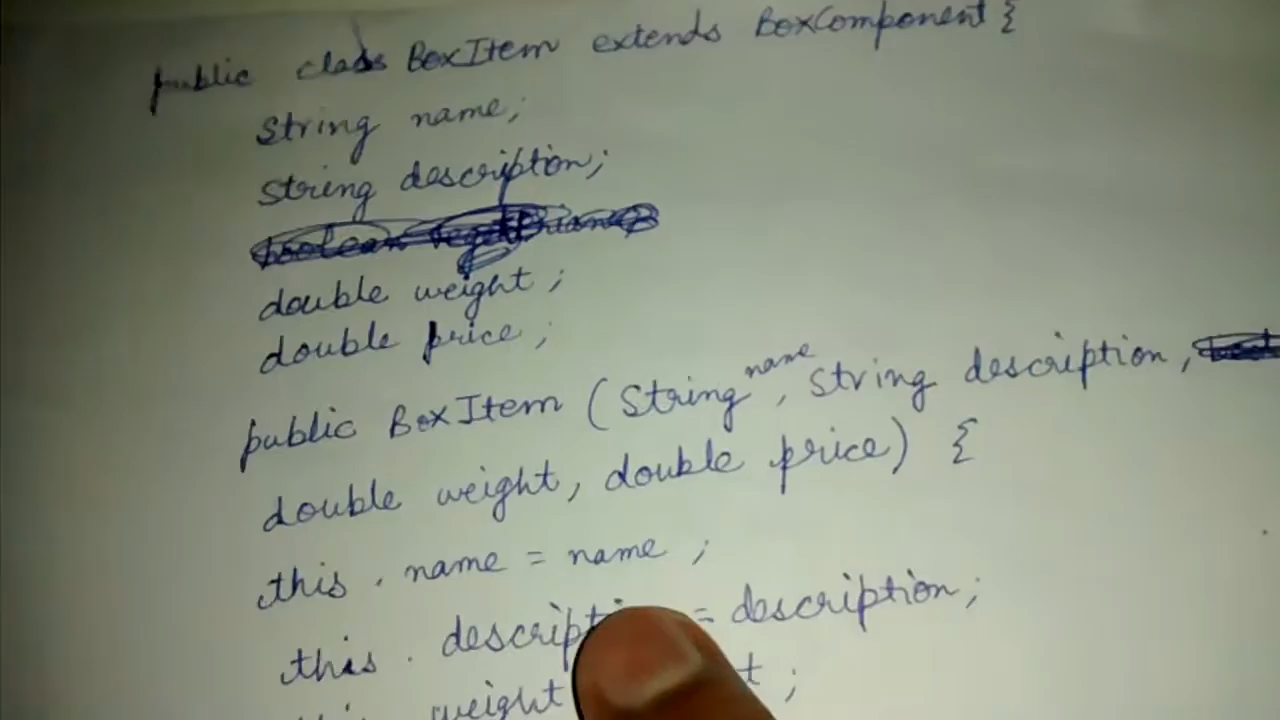 public class BoxItem extends BoxComponent {
String name;
String description;
double weight ;
double price ;
public BoxItem (String name, String description,
double weight, double price) {
this . name = name ;
this . = description;
weight ;